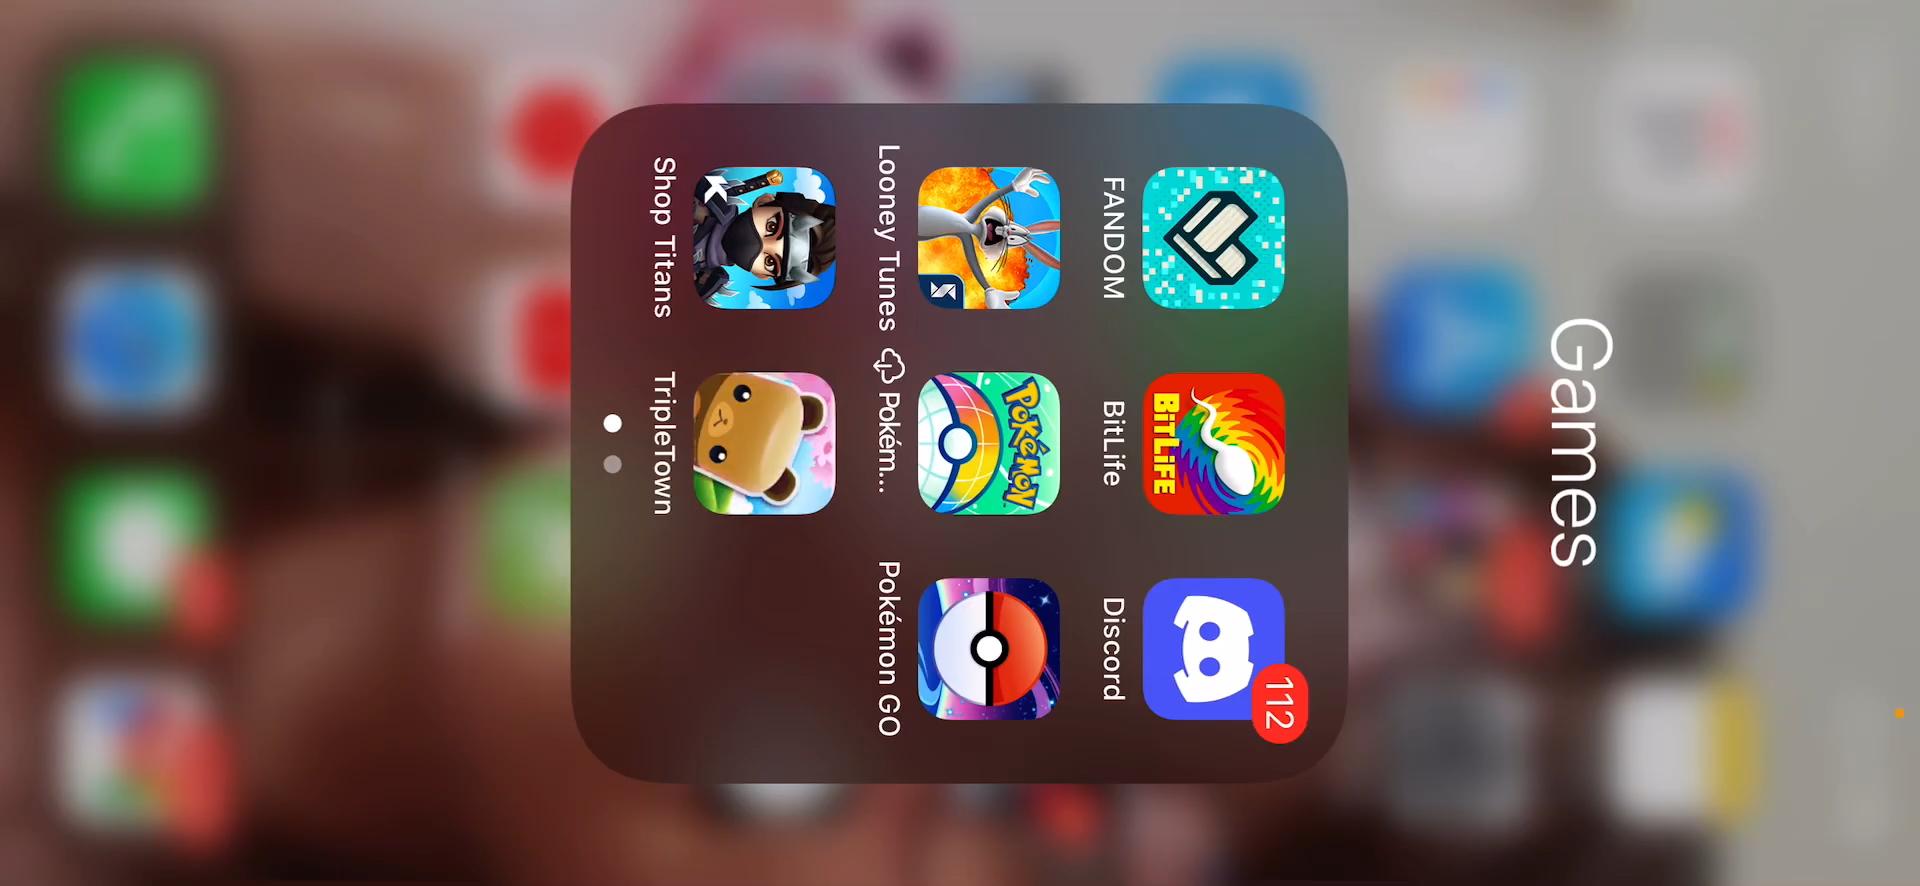 Games
112
BitLife
FANDOM
BitLife
Discord
Pokémon
Looney Tunes
Pokém...
Pokémon GO
Shop Titans
TripleTown